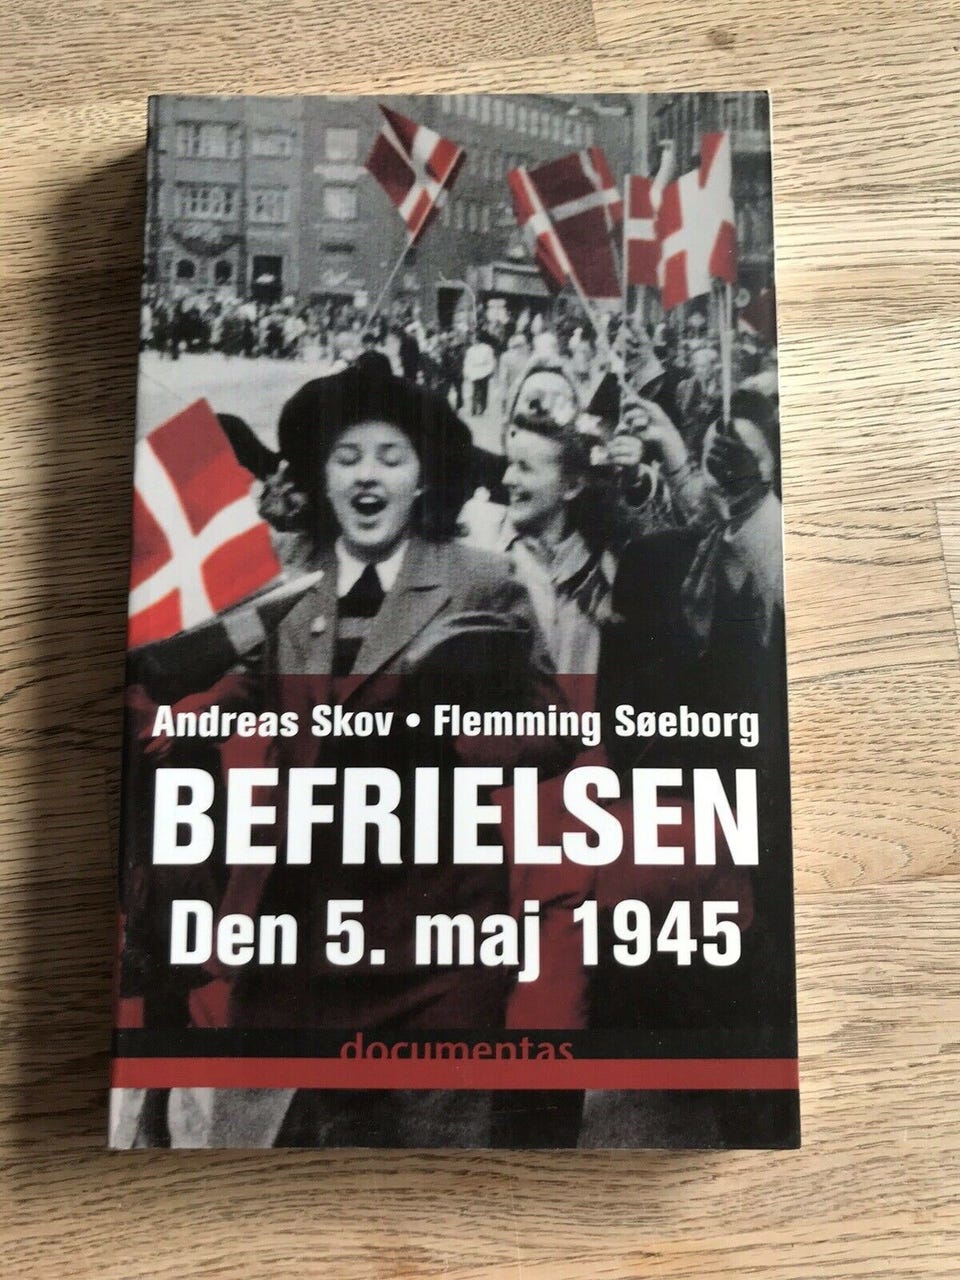 Andreas Skov • Flemming Søeborg
BEFRIELSEN
Den 5. maj 1945
documentas